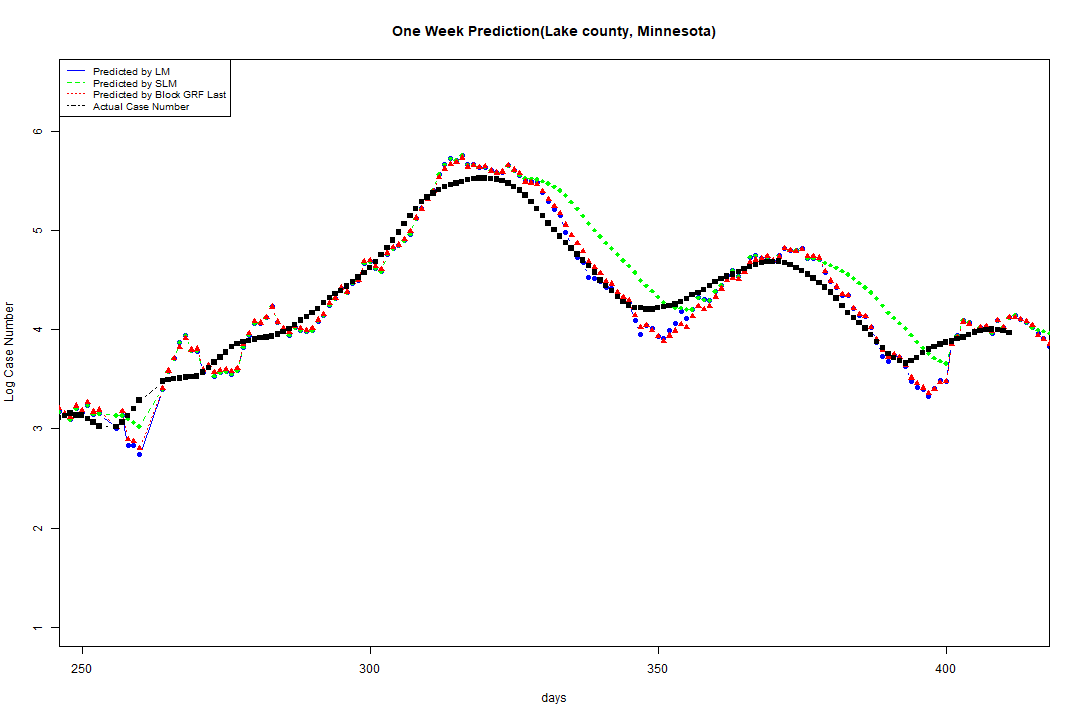 One Week Prediction(Lake county, Minnesota)
Predicted by LM
Predicted by SLM
Predicted by Block GRF Last
Actual Case Number
6
5
4
3
2
1
Log Case Number
250
300
350
400
days